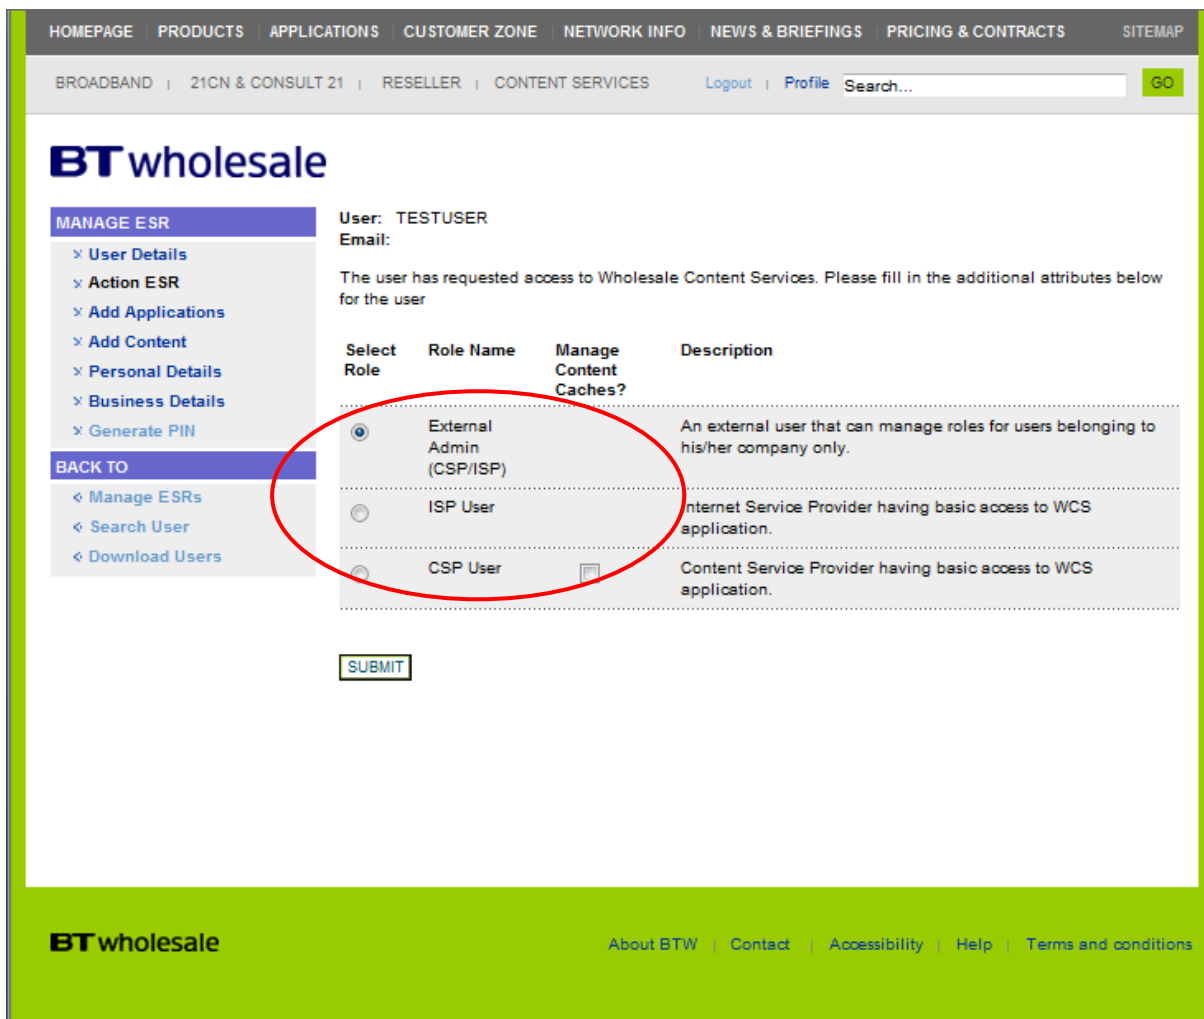 HOMEPAGE | PRODUCTS | APPLICATIONS | CUSTOMER ZONE | NETWORK INFO | NEWS & BRIEFINGS | PRICING & CONTRACTS SITEMAP
BROADBAND | 21CN & CONSULT 21 | RESELLER | CONTENT SERVICES Logout | Profile Search... GO
BT wholesale
MANAGE ESR
User Details
Action ESR
Add Applications
Add Content
Personal Details
Business Details
Generate PIN
BACK TO
Manage ESRs
Search User
Download Users
User: TESTUSER
Email:
The user has requested access to Wholesale Content Services. Please fill in the additional attributes below
for the user
Select Role Name Manage Description
Role Content
Caches?
External An external user that can manage roles for users belonging to
Admin his/her company only.
(CSP/ISP)
ISP User Internet Service Provider having basic access to WCS
application.
CSP User Content Service Provider having basic access to WCS
application.
SUBMIT
BT wholesale About BTW | Contact | Accessibility | Help | Terms and conditions